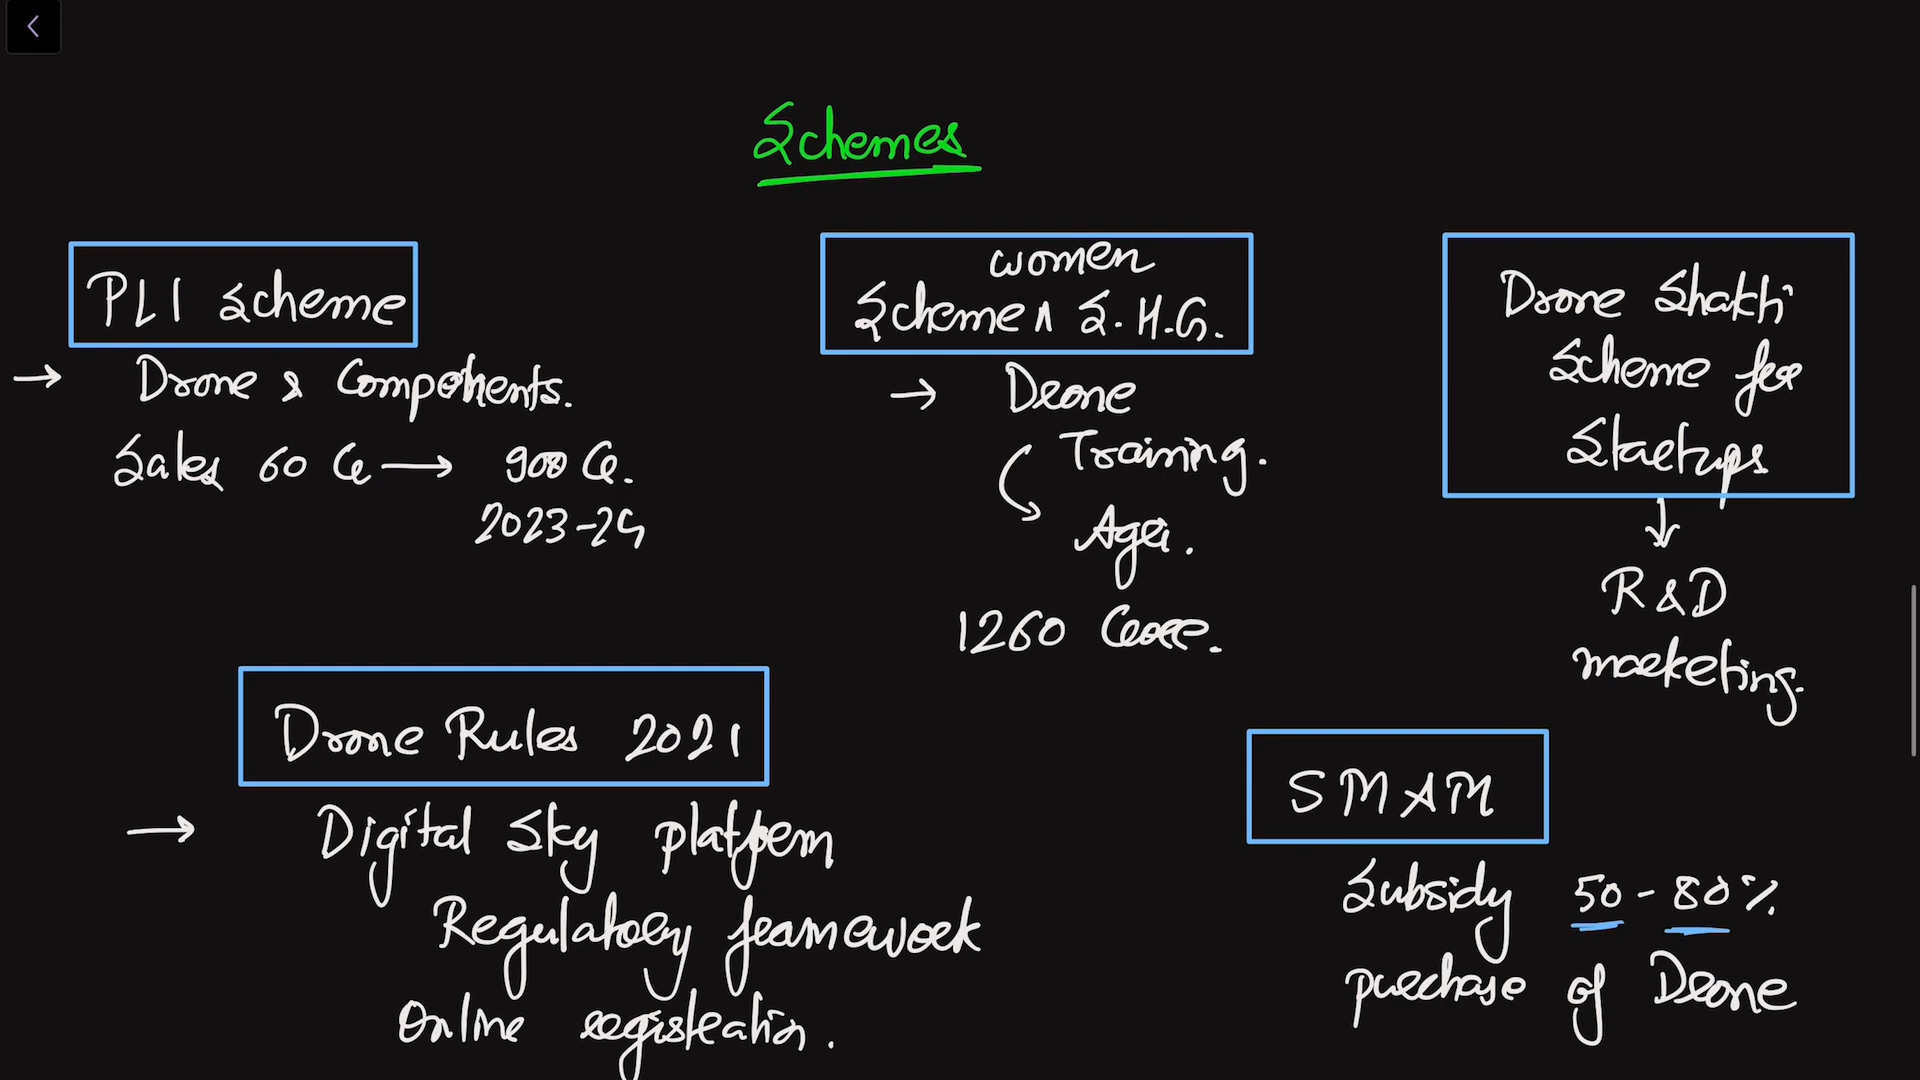 Schemes
PLI Scheme
→ Drone & Components.
Sales 60 Cr → 900 Cr.
2023-24
women
Scheme ∧ S.H.G.
→ Drone
Training.
Agri.
1260 Crore.
Drone Shakti
Scheme for
Startups
↓
R&D
marketing.
Drone Rules 2021
→ Digital Sky platform
Regulatory framework
Online registration.
SMAM
Subsidy 50-80%
purchase of Drone